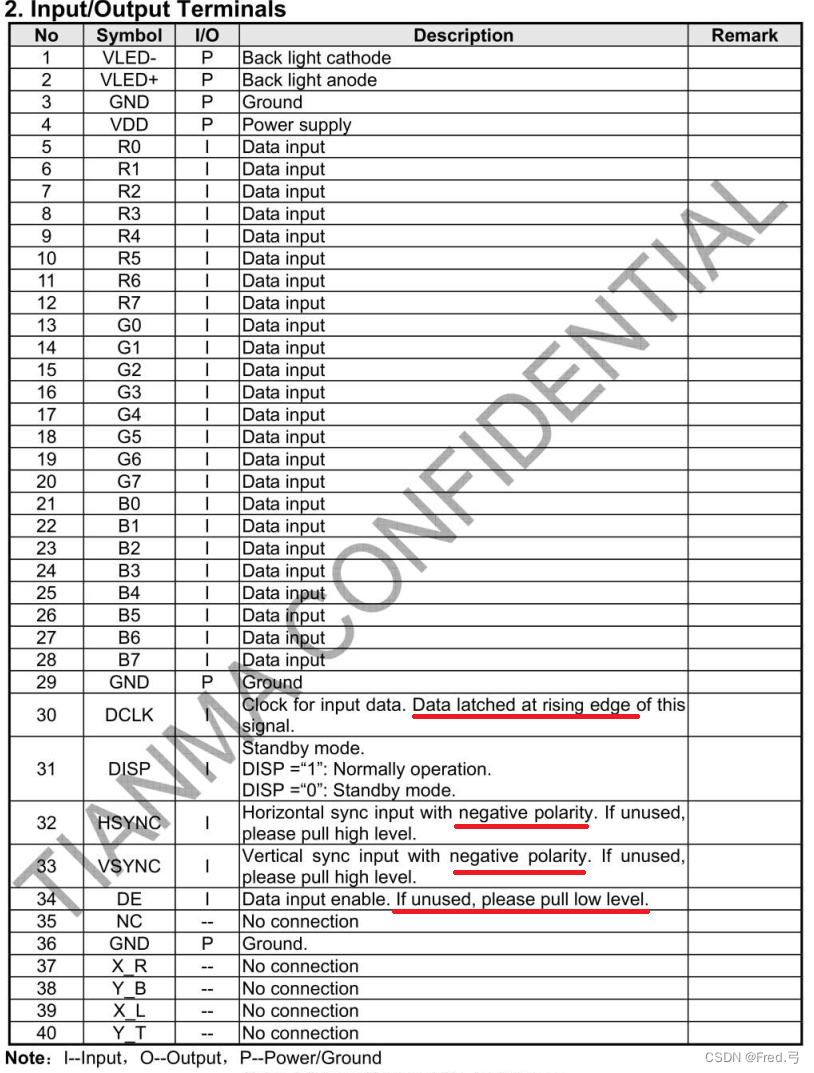 2. Input/Output Terminals
No Symbol I/O Description Remark
1 VLED- P Back light cathode
2 VLED+ P Back light anode
3 GND P Ground
4 VDD P Power supply
5 R0 I Data input
6 R1 I Data input
7 R2 I Data input
8 R3 I Data input
9 R4 I Data input
10 R5 I Data input
11 R6 I Data input
12 R7 I Data input
13 G0 I Data input
14 G1 I Data input
15 G2 I Data input
16 G3 I Data input
17 G4 I Data input
18 G5 I Data input
19 G6 I Data input
20 G7 I Data input
21 B0 I Data input
22 B1 I Data input
23 B2 I Data input
24 B3 I Data input
25 B4 I Data input
26 B5 I Data input
27 B6 I Data input
28 B7 I Data input
29 GND P Ground
30 DCLK I Clock for input data. Data latched at rising edge of this
signal.
31 DISP I Standby mode.
DISP =“1”: Normally operation.
DISP =“0”: Standby mode.
32 HSYNC I Horizontal sync input with negative polarity. If unused,
please pull high level.
33 VSYNC I Vertical sync input with negative polarity. If unused,
please pull high level.
34 DE I Data input enable. If unused, please pull low level.
35 NC -- No connection
36 GND P Ground.
37 X_R -- No connection
38 Y_B -- No connection
39 X_L -- No connection
40 Y_T -- No connection
Note：I--Input，O--Output，P--Power/Ground
TIANMA CONFIDENTIAL
CSDN @Fred.弓